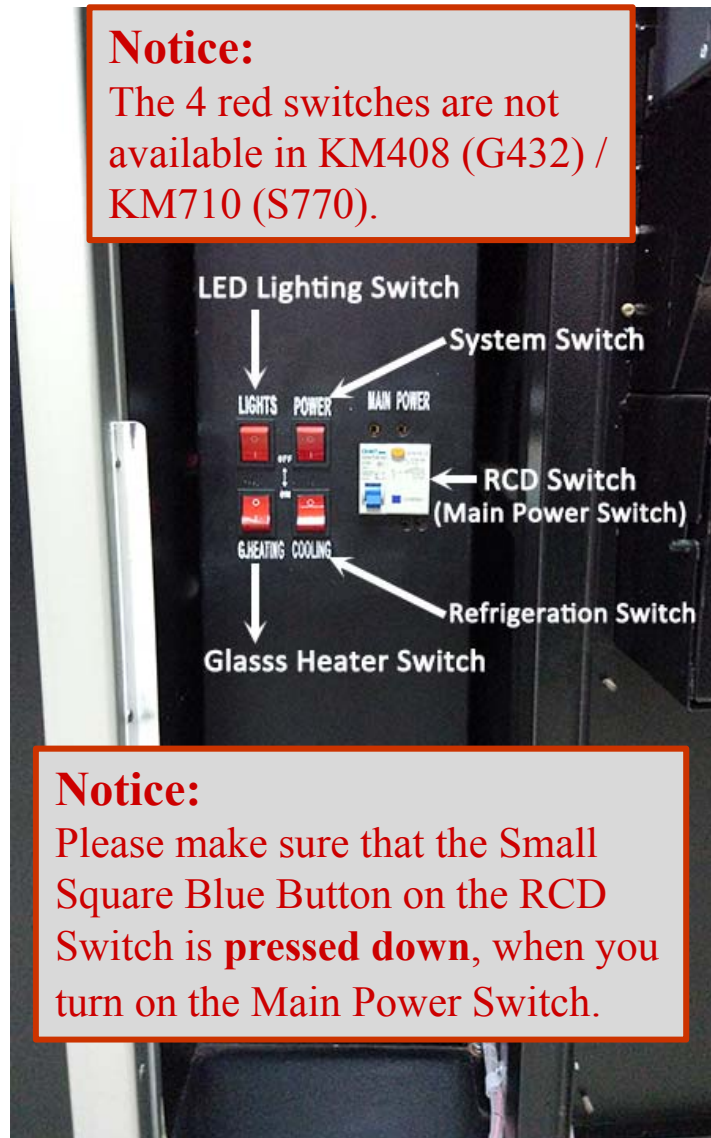 Notice:
The 4 red switches are not
available in KM408 (G432) /
KM710 (S770).
LED Lighting Switch
System Switch
LIGHTS POWER MAIN POWER
OFF
ON
RCD Switch
(Main Power Switch)
G.HEATING COOLING
Refrigeration Switch
Glasss Heater Switch
Notice:
Please make sure that the Small
Square Blue Button on the RCD
Switch is pressed down, when you
turn on the Main Power Switch.